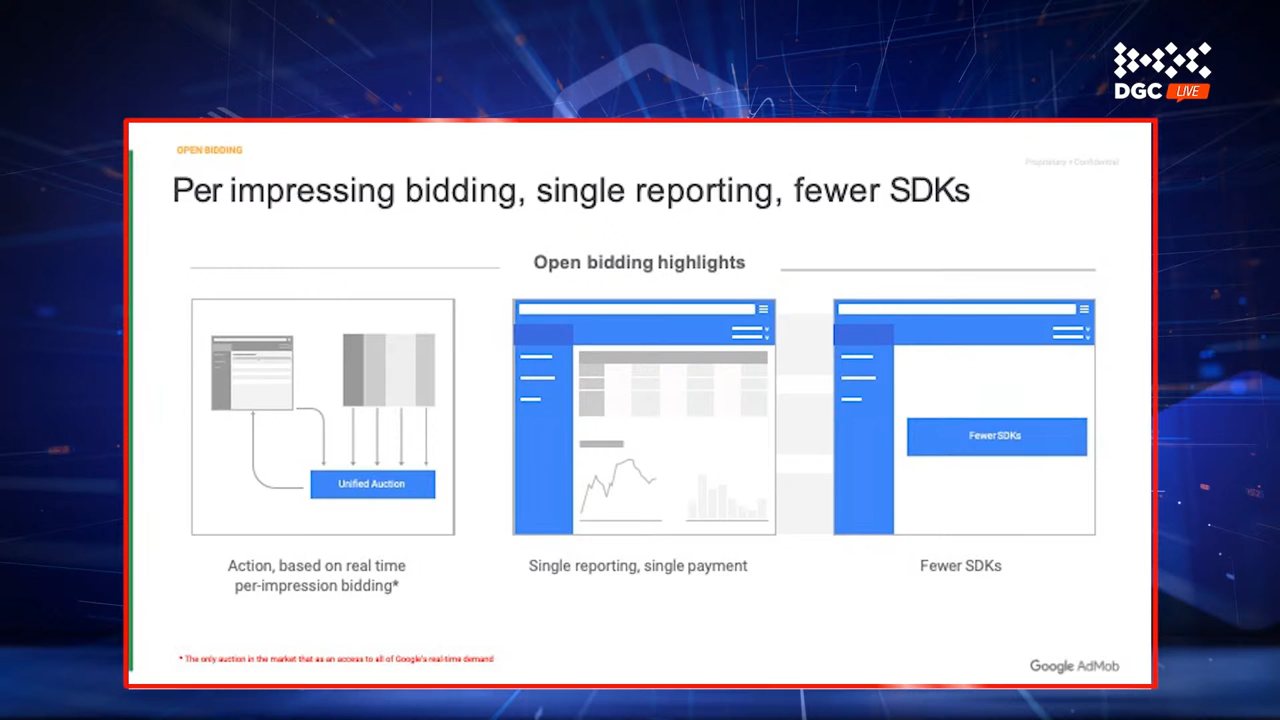 DGC LIVE
OPEN BIDDING
Proprietary + Confidential
Per impressing bidding, single reporting, fewer SDKs
Open bidding highlights
Unified Auction
Fewer SDKs
Action, based on real time
per-impression bidding*
Single reporting, single payment
Fewer SDKs
* The only auction in the market that as an access to all of Google's real-time demand
Google AdMob